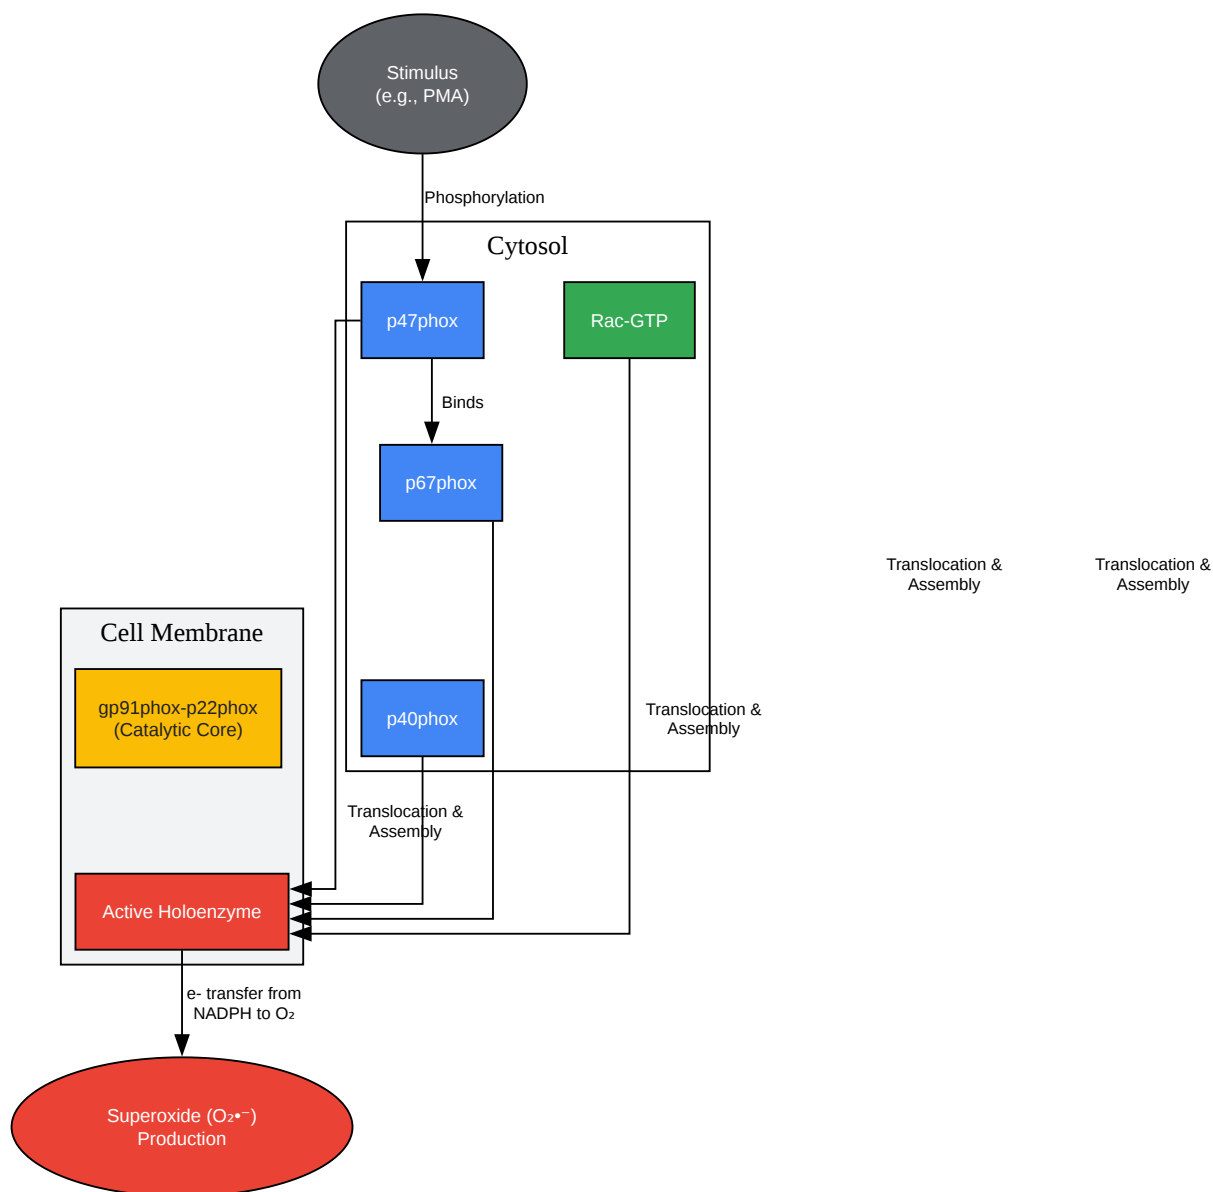 Stimulus
(e.g., PMA)
Phosphorylation
Cytosol
p47phox
Rac-GTP
Binds
p67phox
Translocation &
Assembly
Translocation &
Assembly
Cell Membrane
gp91phox-p22phox
(Catalytic Core)
p40phox
Translocation &
Assembly
Translocation &
Assembly
Active Holoenzyme
e- transfer from
NADPH to O₂
Superoxide (O₂•⁻)
Production